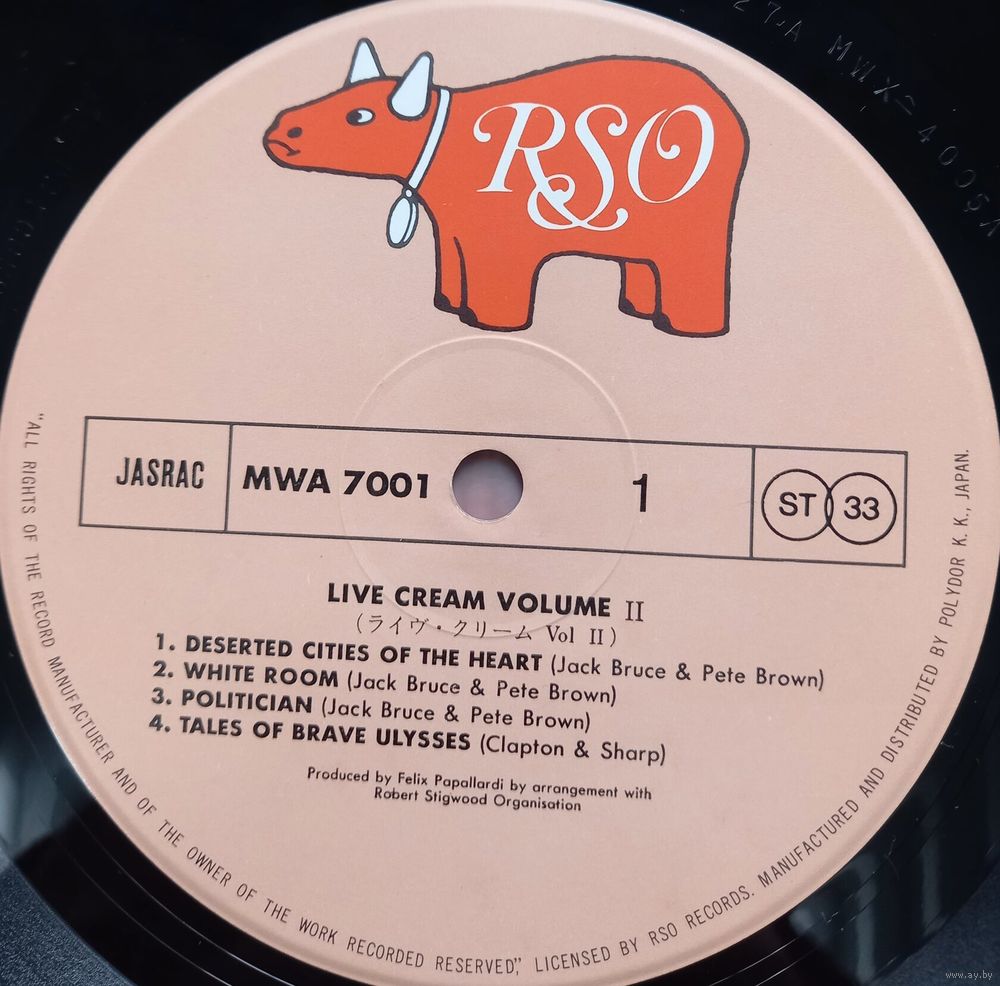 RSO
JASRAC
MWA 7001
1
ST 33
LIVE CREAM VOLUME II
(ライヴ・クリーム Vol II)
1. DESERTED CITIES OF THE HEART (Jack Bruce & Pete Brown)
2. WHITE ROOM (Jack Bruce & Pete Brown)
3. POLITICIAN (Jack Bruce & Pete Brown)
4. TALES OF BRAVE ULYSSES (Clapton & Sharp)
Produced by Felix Papallardi by arrangement with
Robert Stigwood Organisation
"ALL RIGHTS OF THE RECORD MANUFACTURER AND OF THE OWNER OF THE WORK RECORDED RESERVED", LICENSED BY RSO RECORDS. MANUFACTURED AND DISTRIBUTED BY POLYDOR K. K., JAPAN.
www.ay.by